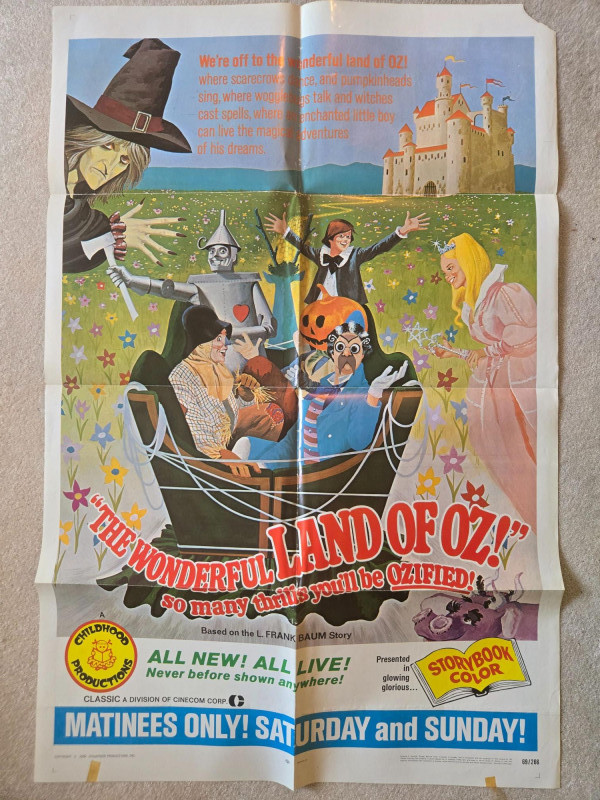 We're off to the wonderful land of OZ!
where scarecrows dance, and pumpkinheads
sing, where woggle bugs talk and witches
cast spells, where an enchanted little boy
can live the magic adventures
of his dreams.
"THE WONDERFUL LAND OF OZ!"
so many thrills you'll be OZIFIED!
Based on the L. FRANK BAUM Story
A
CHILDHOOD
PRODUCTIONS
ALL NEW! ALL LIVE!
Never before shown anywhere!
Presented
in
glowing
glorious...
STORYBOOK
COLOR
CLASSIC A DIVISION OF CINECOM CORP.
MATINEES ONLY! SATURDAY and SUNDAY!
69/286